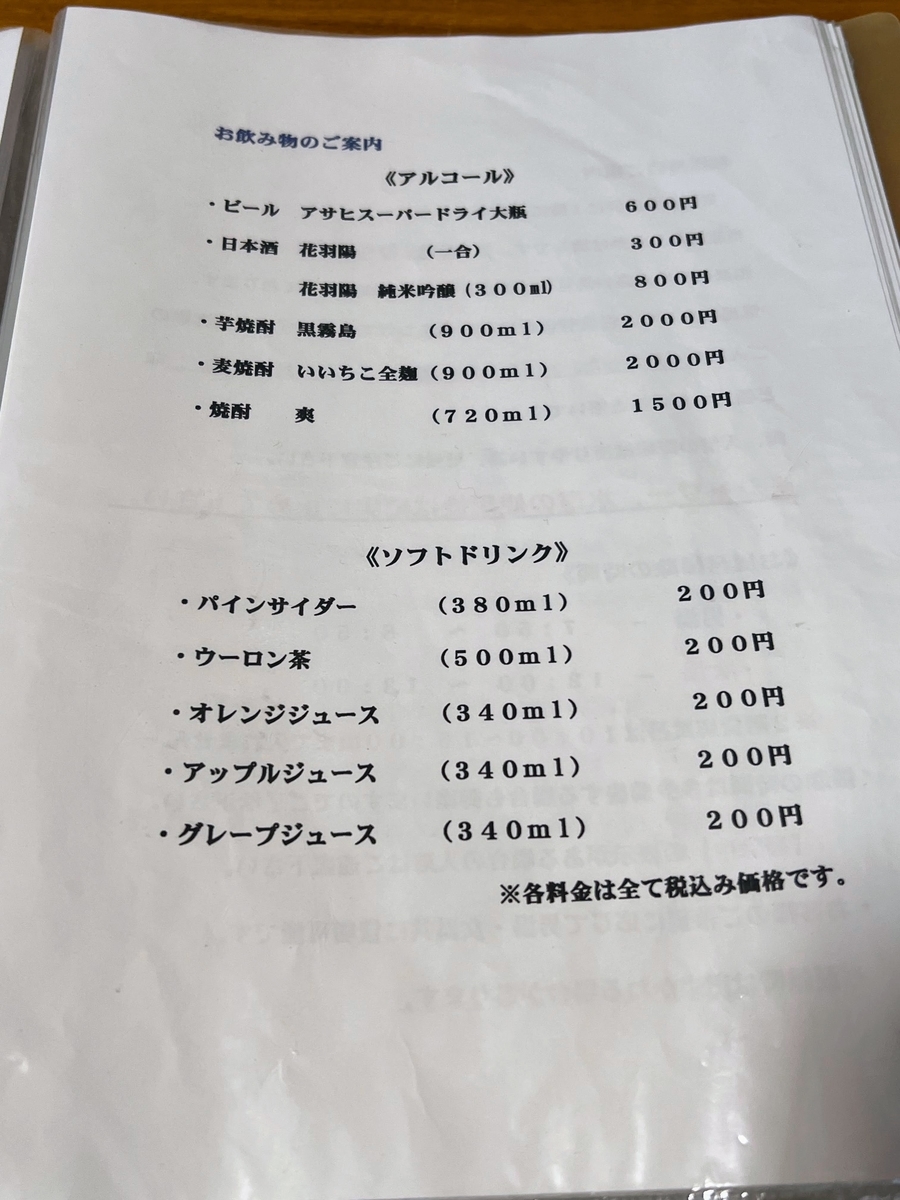 お飲み物のご案内
《アルコール》
・ビール アサヒスーパードライ大瓶 600円
・日本酒 花羽陽 (一合) 300円
花羽陽 純米吟醸(300ml) 800円
・芋焼酎 黒霧島 (900ml) 2000円
・麦焼酎 いいちこ全麹(900ml) 2000円
・焼酎 爽 (720ml) 1500円
《ソフトドリンク》
・パインサイダー (380ml) 200円
・ウーロン茶 (500ml) 200円
・オレンジジュース (340ml) 200円
・アップルジュース (340ml) 200円
・グレープジュース (340ml) 200円
※各料金は全て税込み価格です。